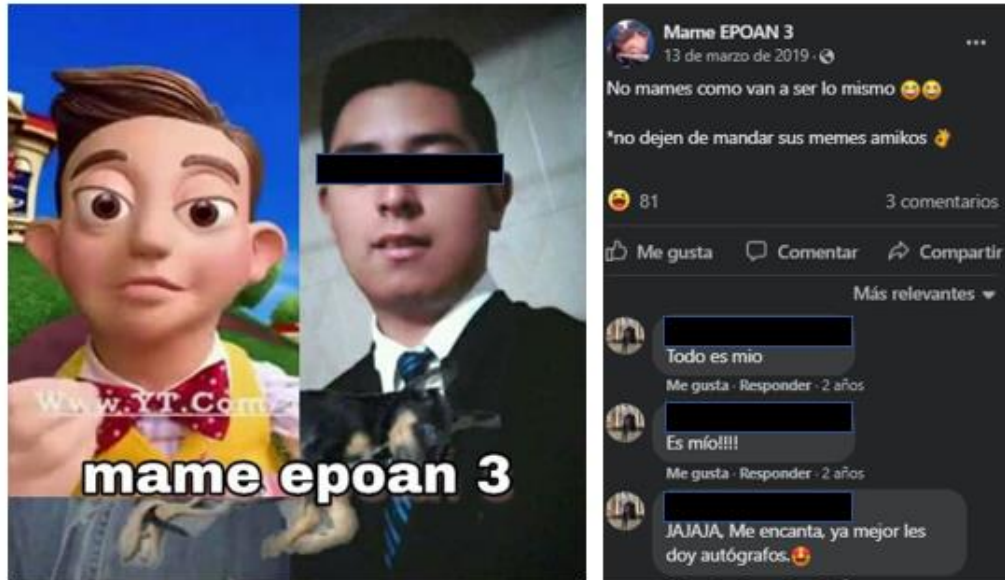 Www.YT.Com
mame epoan 3
Mame EPOAN 3
13 de marzo de 2019 ·
No mames como van a ser lo mismo 😂😂
*no dejen de mandar sus memes amikos 👌
81
3 comentarios
Me gusta
Comentar
Compartir
Más relevantes
Todo es mio
Me gusta · Responder · 2 años
Es mío!!!!
Me gusta · Responder · 2 años
JAJAJA, Me encanta, ya mejor les
doy autógrafos.🤩